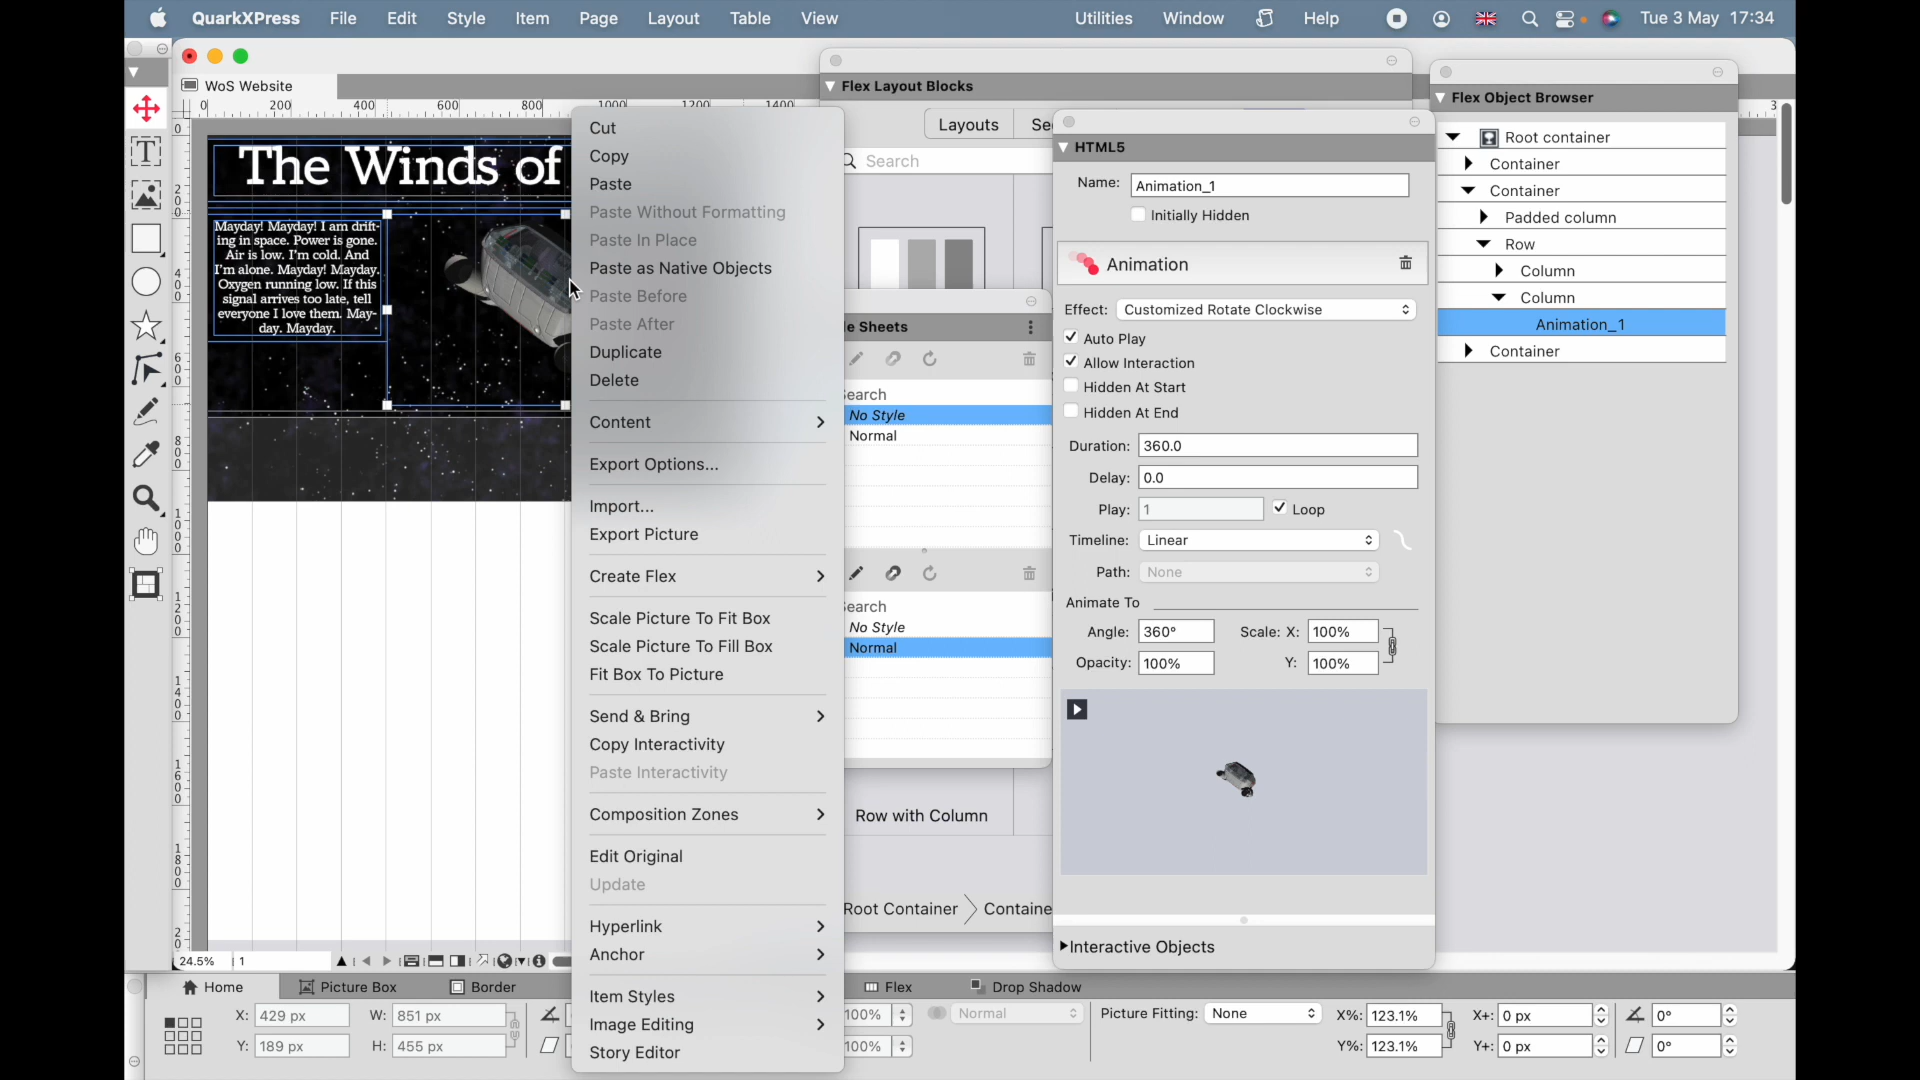 QuarkXPress File Edit Style Item Page Layout Table View Utilities Window Help Tue 3 May 17:34
WoS Website
0 200 400 600 800 1000 1200 1400
The Winds of
Mayday! Mayday! I am drift-
ing in space. Power is gone.
Air is low. I'm cold. And
I'm alone. Mayday! Mayday.
Oxygen running low. If this
signal arrives too late, tell
everyone I love them. May-
day. Mayday.
24.5% 1
Cut
Copy
Paste
Paste Without Formatting
Paste In Place
Paste as Native Objects
Paste Before
Paste After
Duplicate
Delete
Content
Export Options...
Import...
Export Picture
Create Flex
Scale Picture To Fit Box
Scale Picture To Fill Box
Fit Box To Picture
Send & Bring
Copy Interactivity
Paste Interactivity
Composition Zones
Edit Original
Update
Hyperlink
Anchor
Item Styles
Image Editing
Story Editor
Flex Layout Blocks
Layouts Se
Search
le Sheets
earch
No Style
Normal
earch
No Style
Normal
Row with Column
Root Container Containe
HTML5
Name: Animation_1
Initially Hidden
Animation
Effect: Customized Rotate Clockwise
Auto Play
Allow Interaction
Hidden At Start
Hidden At End
Duration: 360.0
Delay: 0.0
Play: 1 Loop
Timeline: Linear
Path: None
Animate To
Angle: 360° Scale: X: 100%
Opacity: 100% Y: 100%
Interactive Objects
Flex Object Browser
Root container
Container
Container
Padded column
Row
Column
Column
Animation_1
Container
Home Picture Box Border Flex Drop Shadow
X: 429 px W: 851 px 100% Normal Picture Fitting: None X%: 123.1% X+: 0 px 0°
Y: 189 px H: 455 px 100% Y%: 123.1% Y+: 0 px 0°